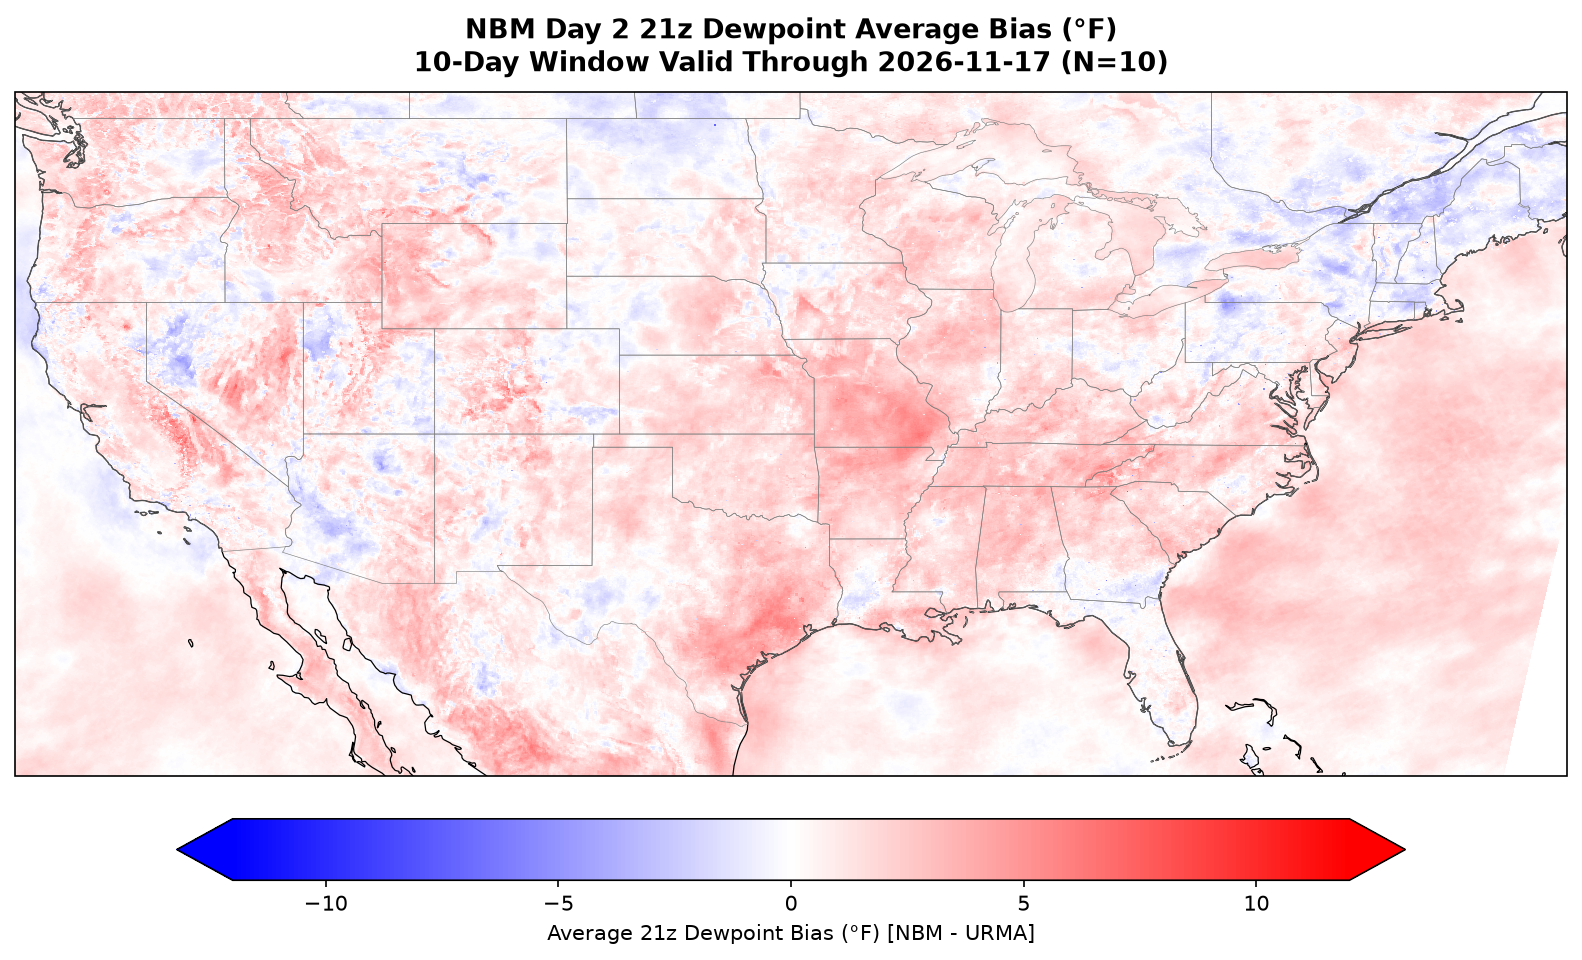 NBM Day 2 21z Dewpoint Average Bias (°F)
10-Day Window Valid Through 2026-11-17 (N=10)
−10 −5 0 5 10
Average 21z Dewpoint Bias (°F) [NBM - URMA]